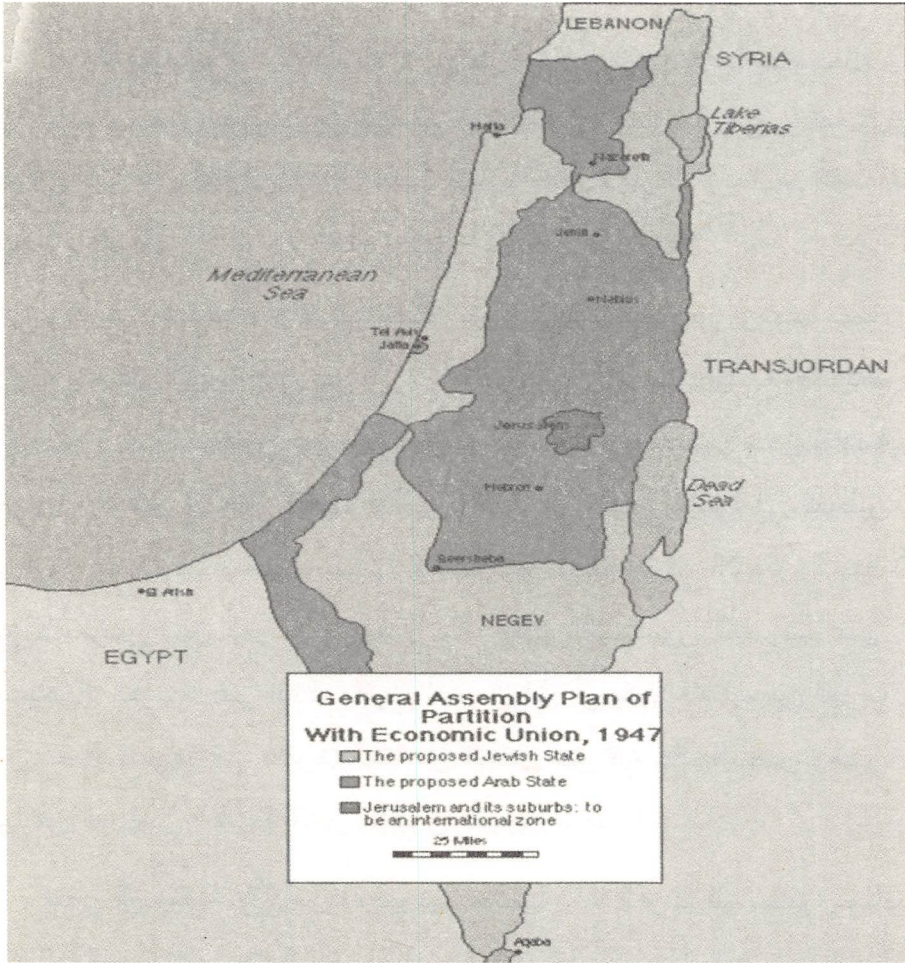 LEBANON
SYRIA
Lake
Tiberias
Haifa
Nazareth
Jenin
Mediterranean
Sea
Nablus
Tel Aviv
Jaffa
TRANSJORDAN
Jerusalem
Hebron
Dead
Sea
Beersheba
El Arish
NEGEV
EGYPT
General Assembly Plan of
Partition
With Economic Union, 1947
The proposed Jewish State
The proposed Arab State
Jerusalem and its suburbs: to
be an international zone
25 Miles
Aqaba